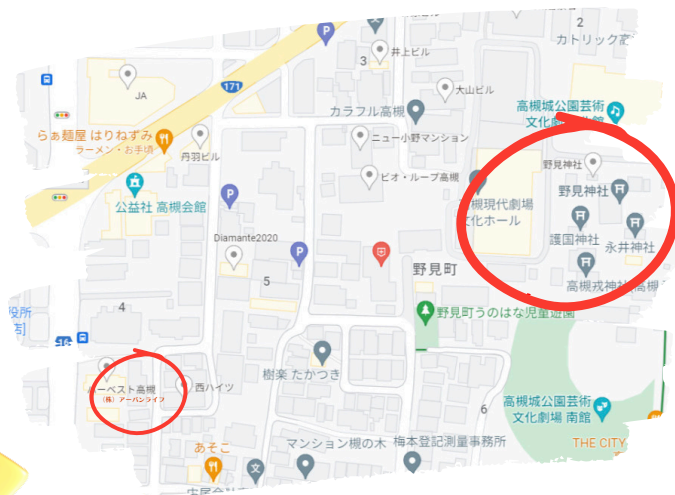 2
カトリック高
3
井上ビル
JA
171
大山ビル
カラフル高槻
高槻城公園芸術
らぁ麺屋 はりねずみ
ラーメン・お手頃
丹羽ビル
ニュー小野マンション
野見神社
ビオ・ループ高槻
野見神社
公益社 高槻会館
高槻現代劇場
文化ホール
護国神社
永井神社
Diamante2020
野見町
5
高槻戎神社
4
野見町うのはな児童遊園
樹楽 たかつき
ハーベスト高槻
(株) アーバンライフ
西ハイツ
6
高槻城公園芸術
文化劇場 南館
あそこ
マンション槻の木
梅本登記測量事務所
THE CITY